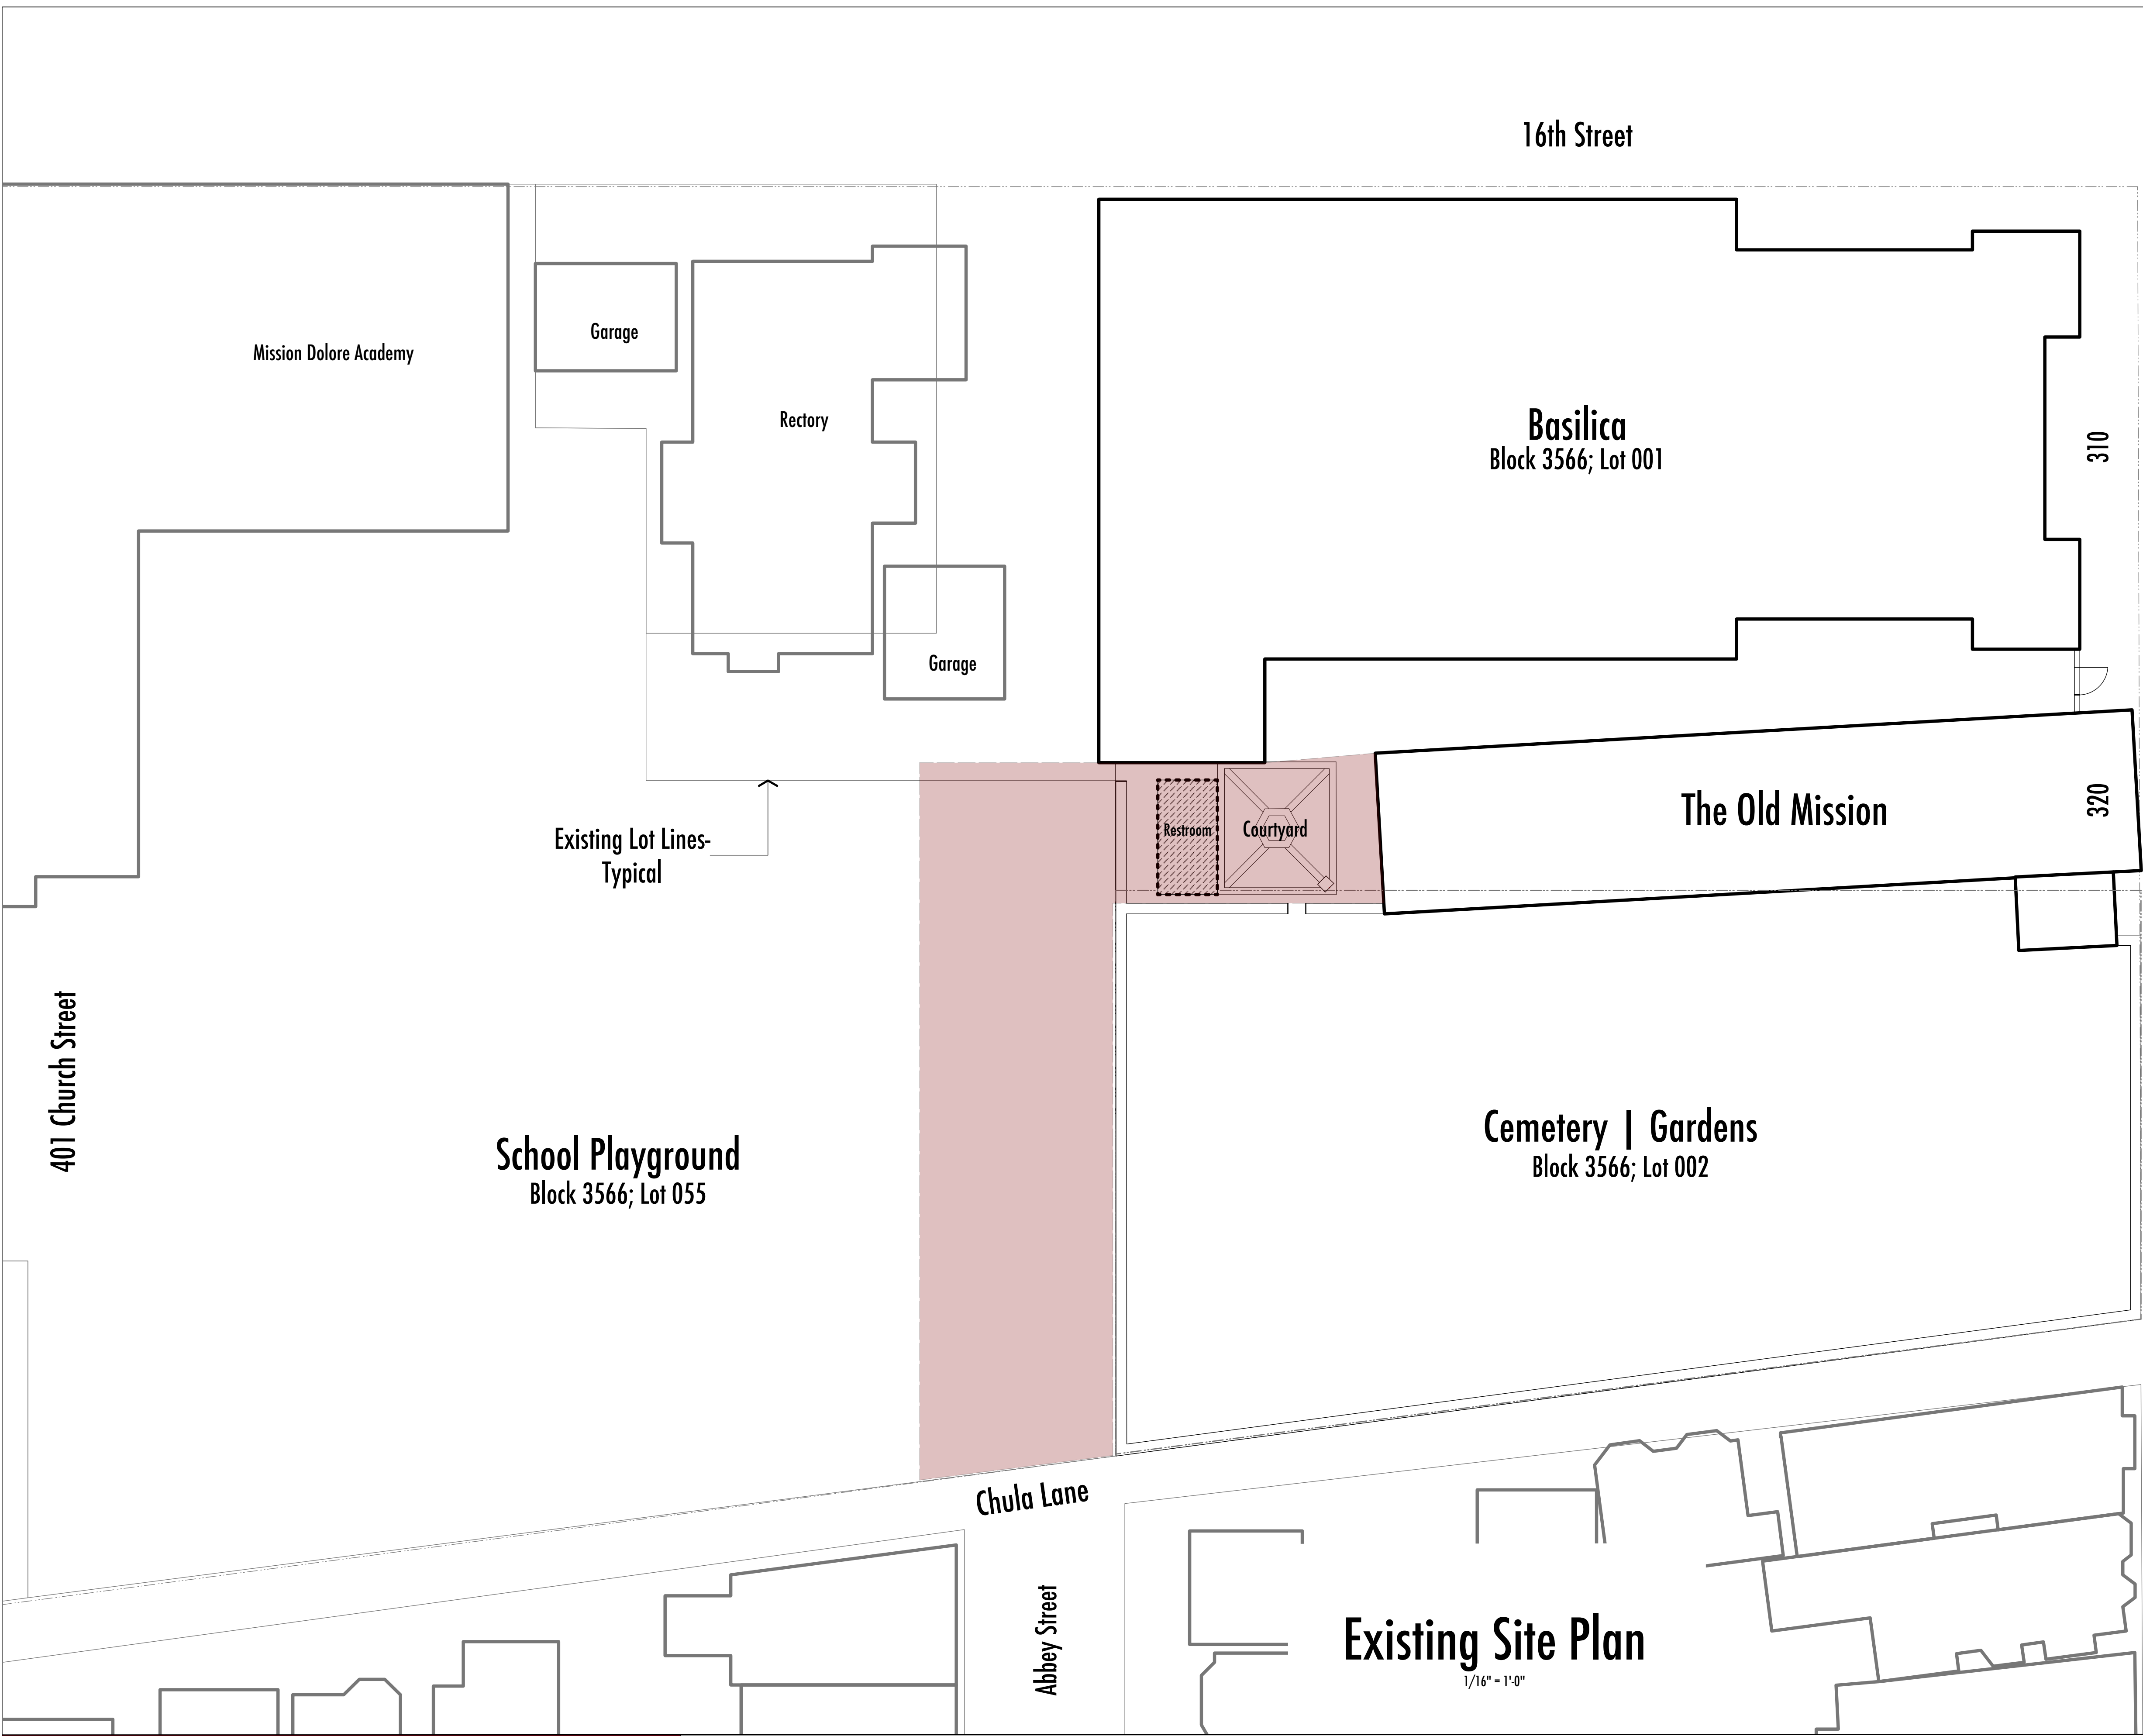 16th Street
Mission Dolore Academy
Garage
Rectory
Garage
Basilica
Block 3566; Lot 001
310
Existing Lot Lines-
Typical
Restroom
Courtyard
The Old Mission
320
401 Church Street
School Playground
Block 3566; Lot 055
Cemetery | Gardens
Block 3566; Lot 002
Chula Lane
Abbey Street
Existing Site Plan
1/16" = 1'-0"